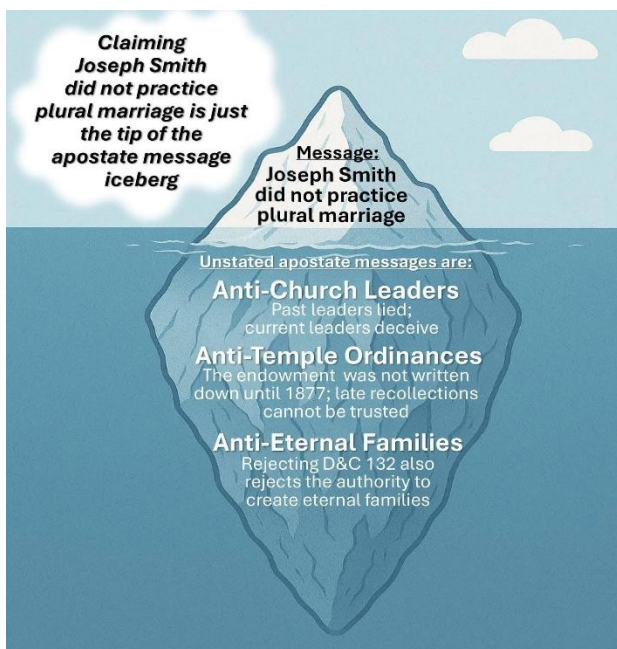 Claiming
Joseph Smith
did not practice
plural marriage is just
the tip of the
apostate message
iceberg
Message:
Joseph Smith
did not practice
plural marriage
Unstated apostate messages are:
Anti-Church Leaders
Past leaders lied;
current leaders deceive
Anti-Temple Ordinances
The endowment was not written
down until 1877; late recollections
cannot be trusted
Anti-Eternal Families
Rejecting D&C 132 also
rejects the authority to
create eternal families